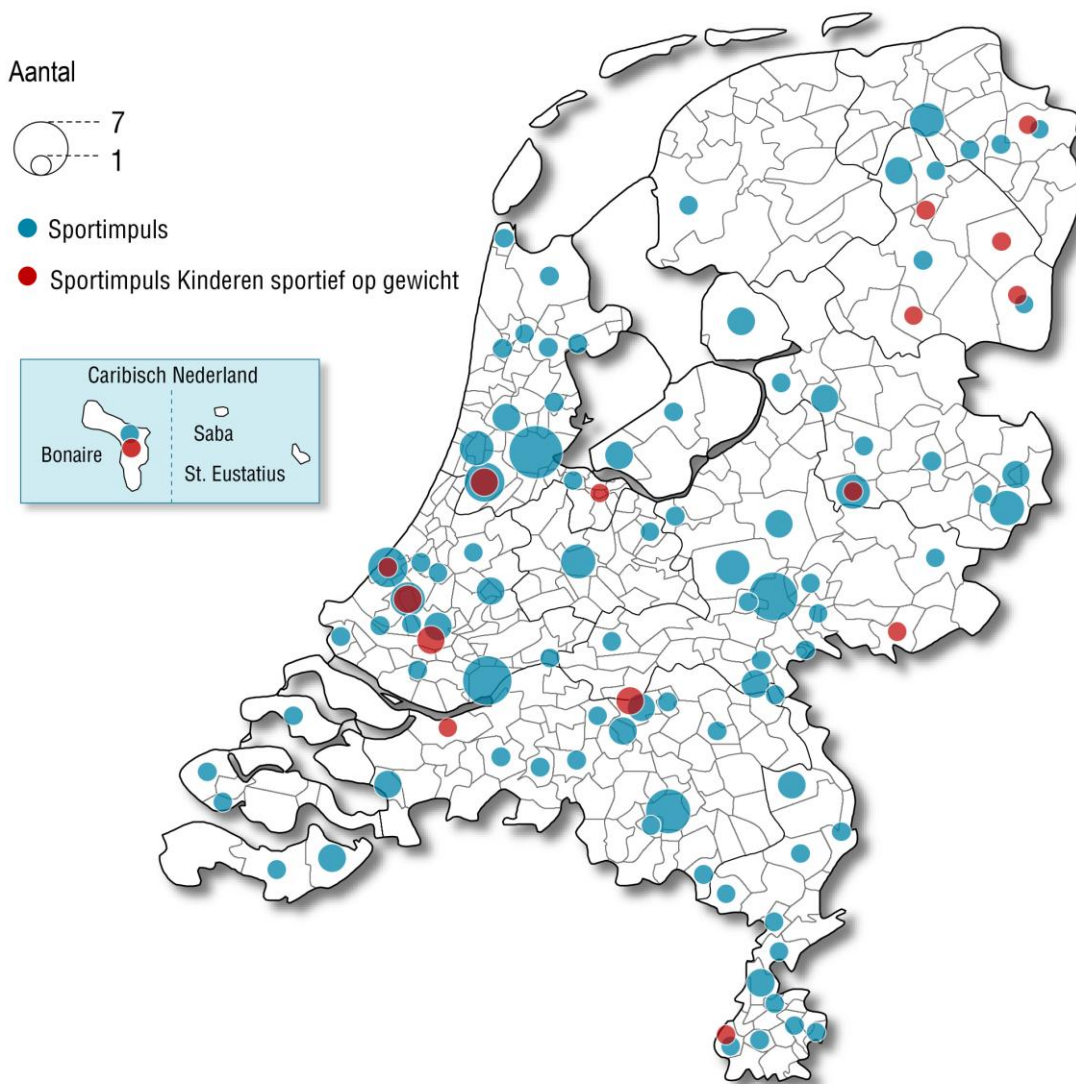 Aantal
7
1
Sportimpuls
Sportimpuls Kinderen sportief op gewicht
Caribisch Nederland
Bonaire
Saba
St. Eustatius